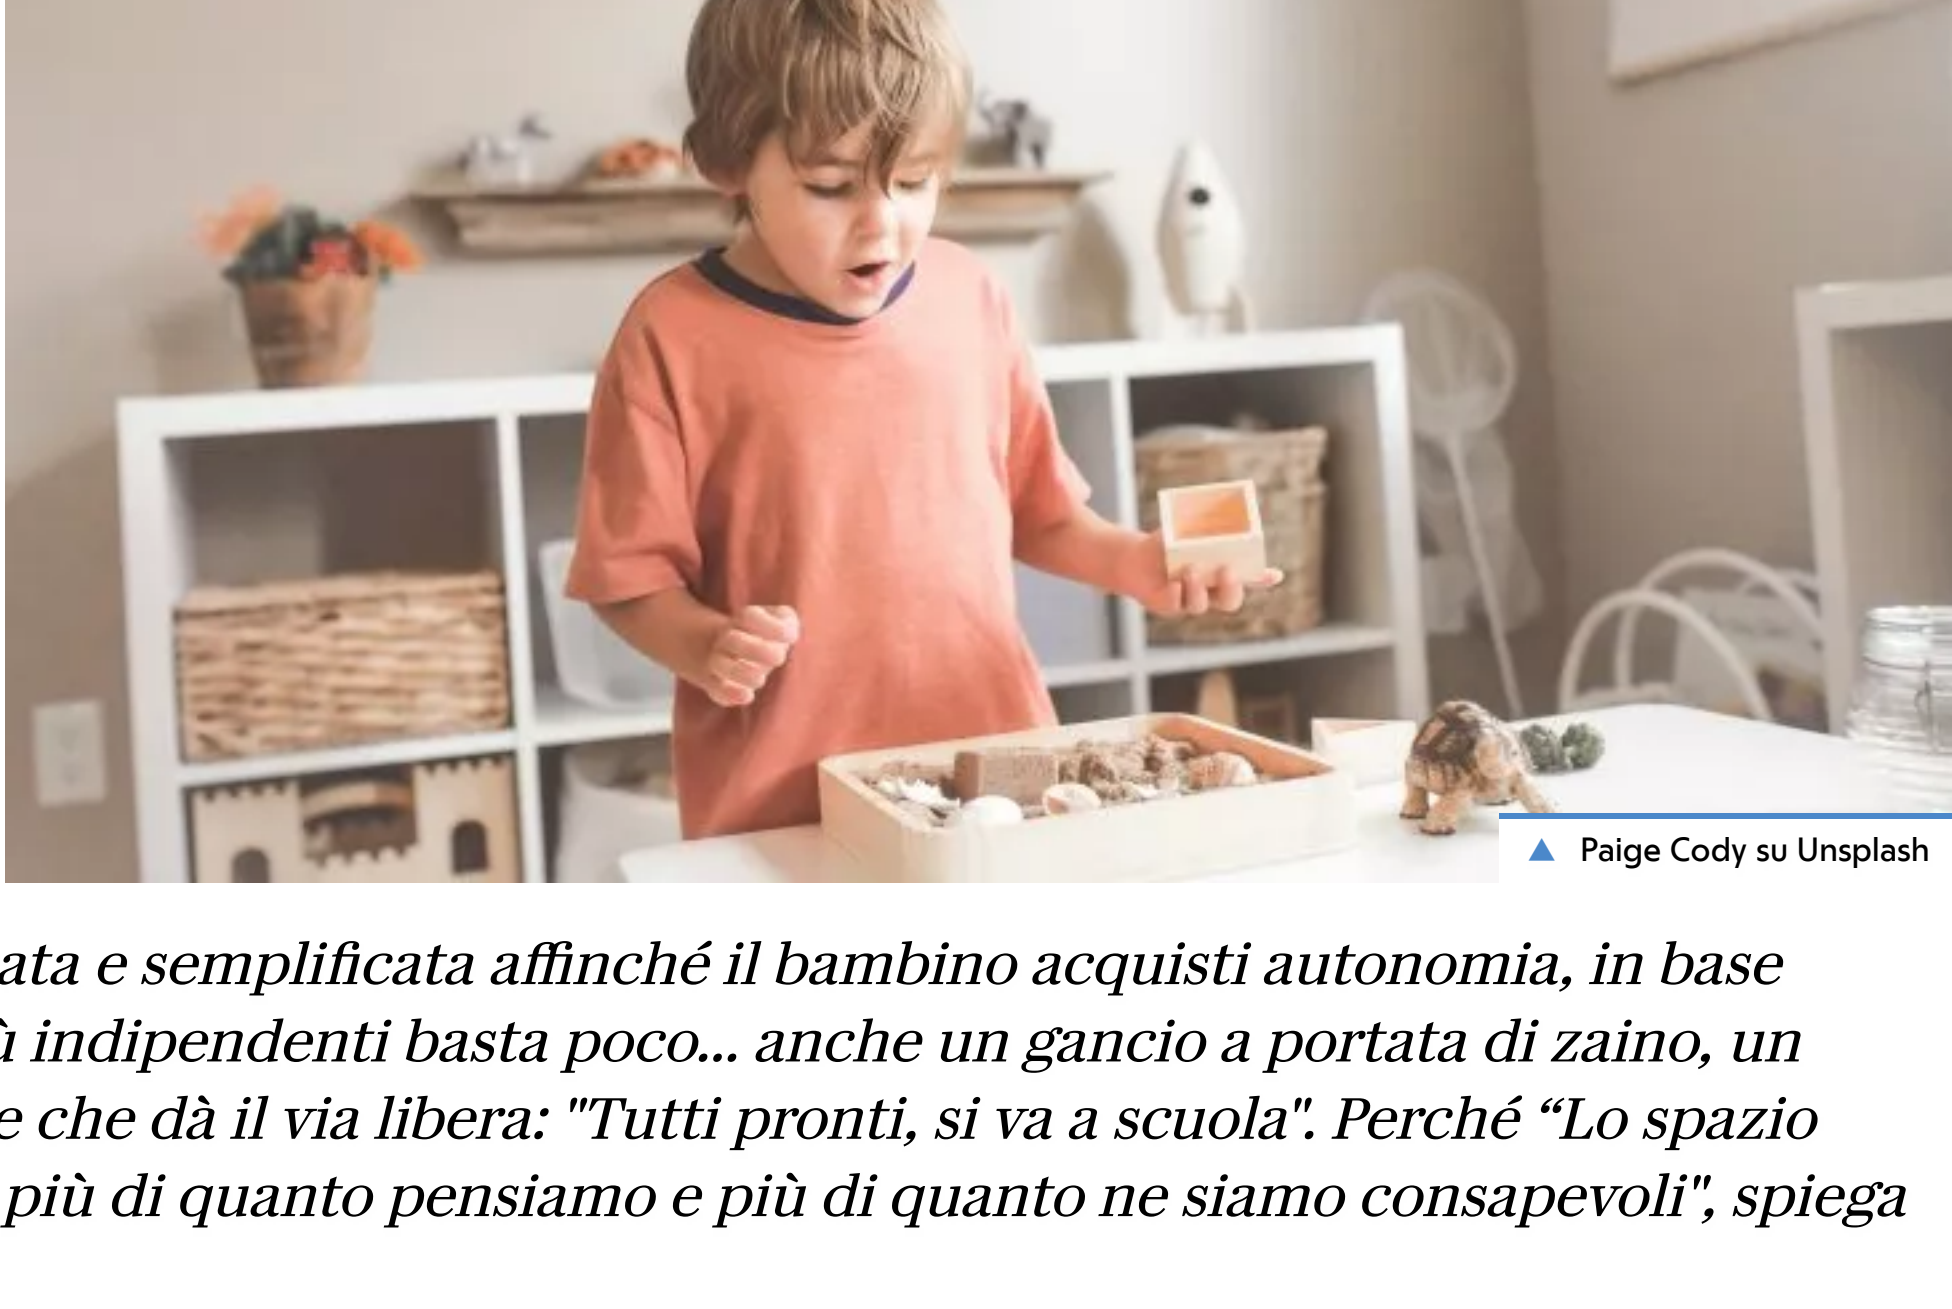 Paige Cody su Unsplash
ata e semplificata affinché il bambino acquisti autonomia, in base
ù indipendenti basta poco... anche un gancio a portata di zaino, un
e che dà il via libera: "Tutti pronti, si va a scuola". Perché “Lo spazio
più di quanto pensiamo e più di quanto ne siamo consapevoli", spiega